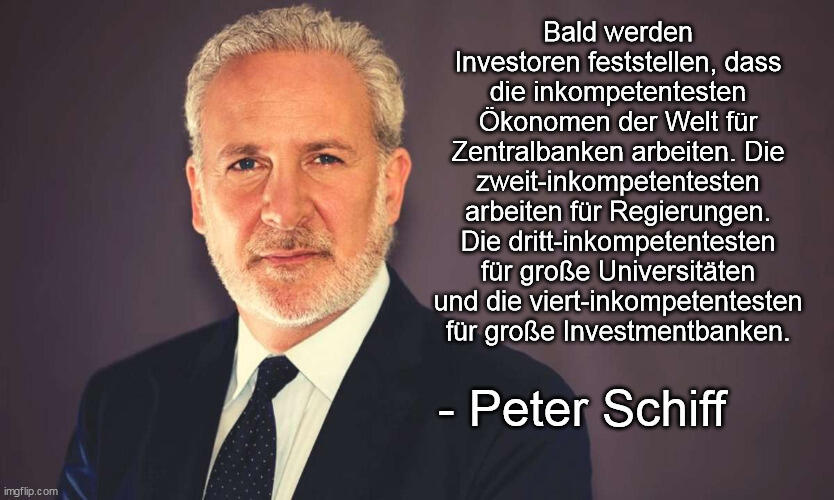 Bald werden
Investoren feststellen, dass
die inkompetentesten
Ökonomen der Welt für
Zentralbanken arbeiten. Die
zweit-inkompetentesten
arbeiten für Regierungen.
Die dritt-inkompetentesten
für große Universitäten
und die viert-inkompetentesten
für große Investmentbanken.
- Peter Schiff
imgflip.com